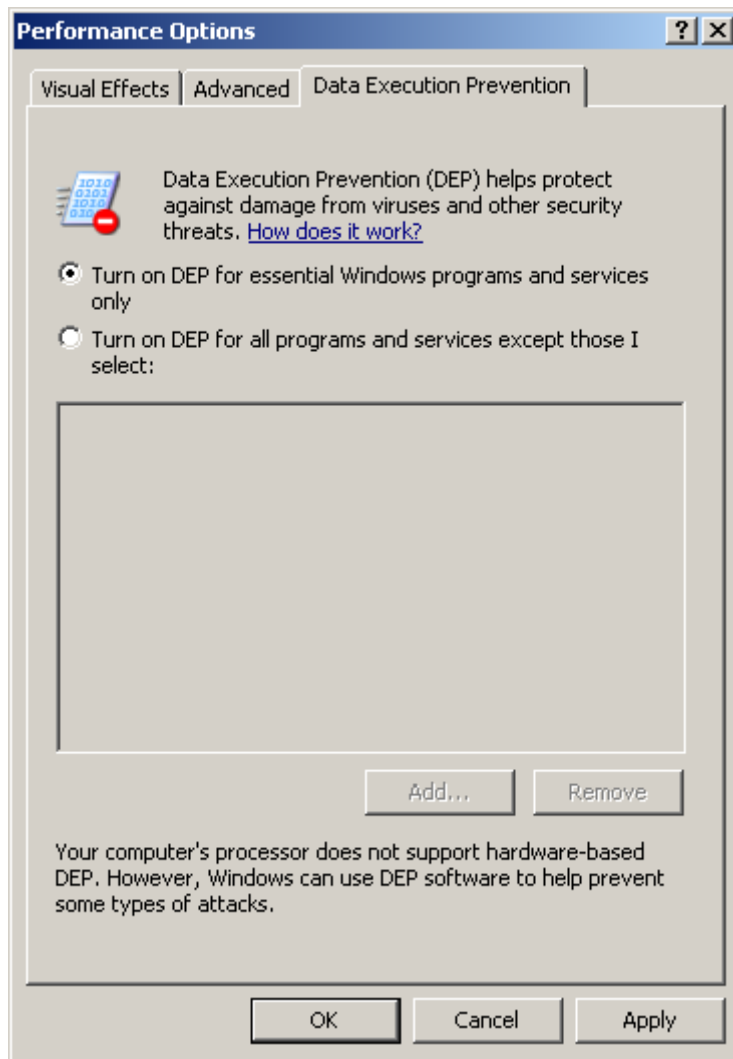 Performance Options
Visual Effects
Advanced
Data Execution Prevention
Data Execution Prevention (DEP) helps protect
against damage from viruses and other security
threats. How does it work?
Turn on DEP for essential Windows programs and services
only
Turn on DEP for all programs and services except those I
select:
Add...
Remove
Your computer's processor does not support hardware-based
DEP. However, Windows can use DEP software to help prevent
some types of attacks.
OK
Cancel
Apply